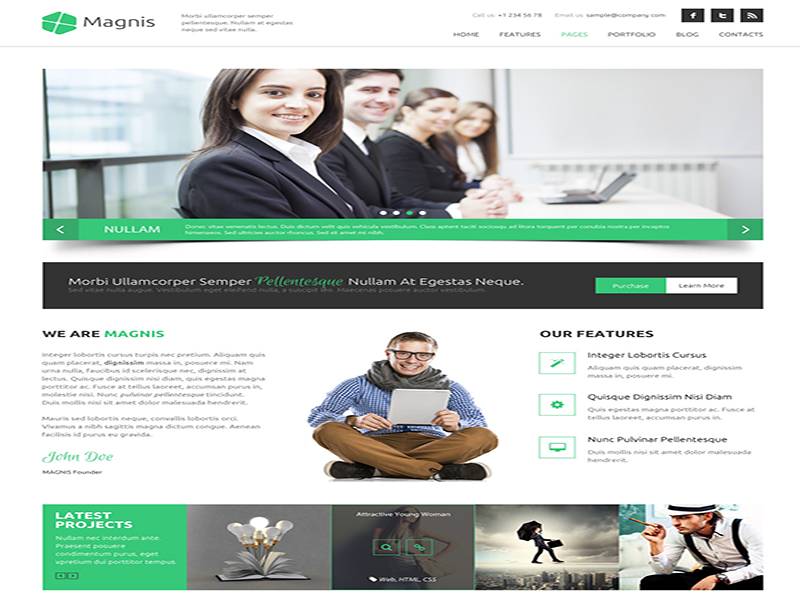 Magnis
Morbi ullamcorper semper
pellentesque. Nullam at egestas
neque sed vitae nulla.
Call us: +1 234 56 78 Email us: sample@company.com
HOME FEATURES PAGES PORTFOLIO BLOG CONTACTS
NULLAM
Donec vitae venenatis lectus. Duis dictum velit quis vehicula vestibulum. Class aptent taciti sociosqu ad litora torquent per conubia nostra per inceptos
himenaeos. Sed ultricies auctor rhoncus. Sed sit amet mi nibh.
Morbi Ullamcorper Semper Pellentesque Nullam At Egestas Neque.
Sed vitae nulla augue. Vestibulum eget eleifend nulla, a suscipit leo. Maecenas posuere auctor vestibulum.
Purchase Learn More
WE ARE MAGNIS
Integer lobortis cursus turpis nec pretium. Aliquam quis
quam placerat, dignissim massa in, posuere mi. Nam
urna nulla, faucibus id scelerisque nec, dignissim at
lectus. Quisque dignissim nisi diam, quis egestas magna
porttitor ac. Fusce at tellus laoreet, accumsan purus in,
molestie nisi. Nunc pulvinar pellentesque tincidunt.
Duis mollis nisi sit amet dolor malesuada hendrerit.
Mauris sed lobortis neque, convallis lobortis orci.
Vivamus a nibh sagittis magna dictum congue. Aenean
facilisis id purus eu gravida.
John Doe
MAGNIS Founder
OUR FEATURES
Integer Lobortis Cursus
Aliquam quis quam placerat, dignissim
massa in, posuere mi.
Quisque Dignissim Nisi Diam
Quis egestas magna porttitor ac. Fusce at
tellus laoreet, accumsan purus in.
Nunc Pulvinar Pellentesque
Duis mollis nisi sit amet dolor malesuada
hendrerit.
LATEST
PROJECTS
Nullam nec interdum ante.
Praesent posuere
condimentum purus, eget
vpretium dui porttitor tempus.
Attractive Young Woman
Web, HTML, CSS